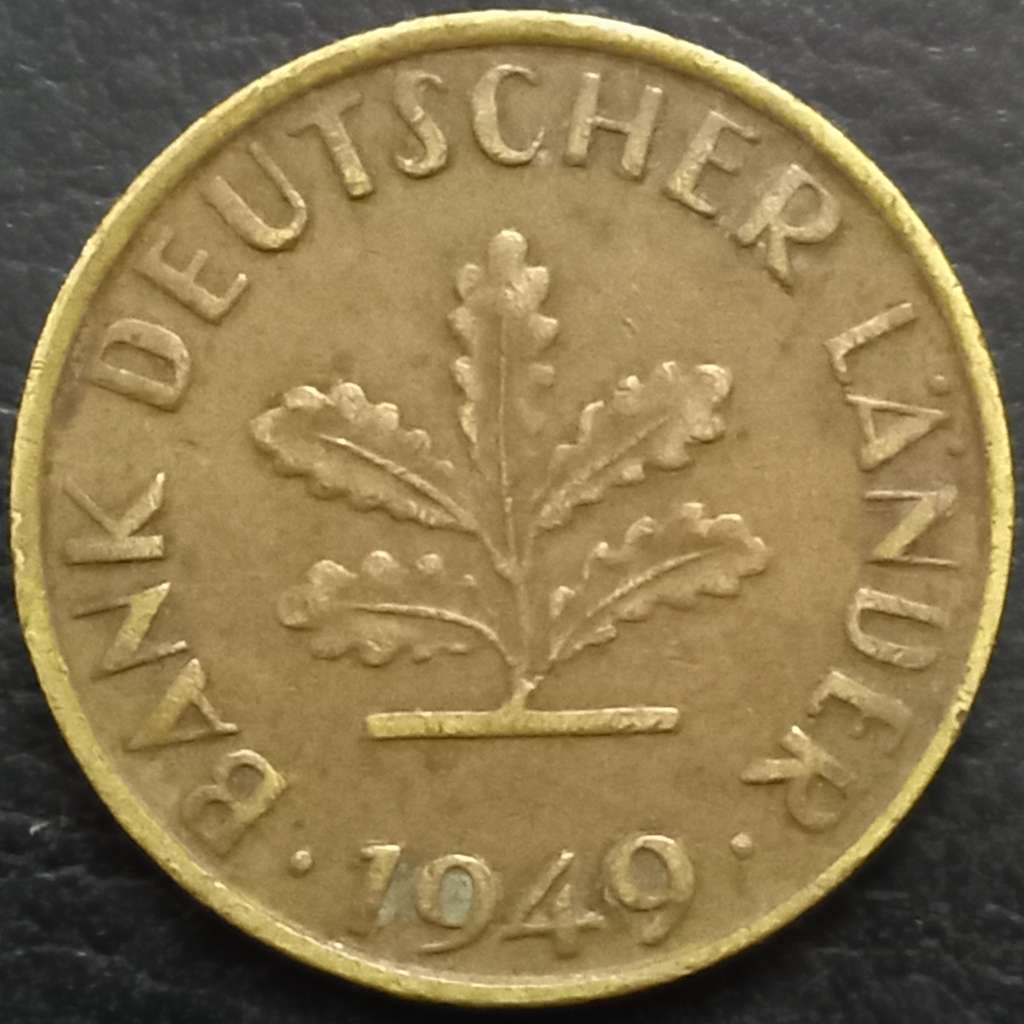 BANK DEUTSCHER LÄNDER
· 1949 ·